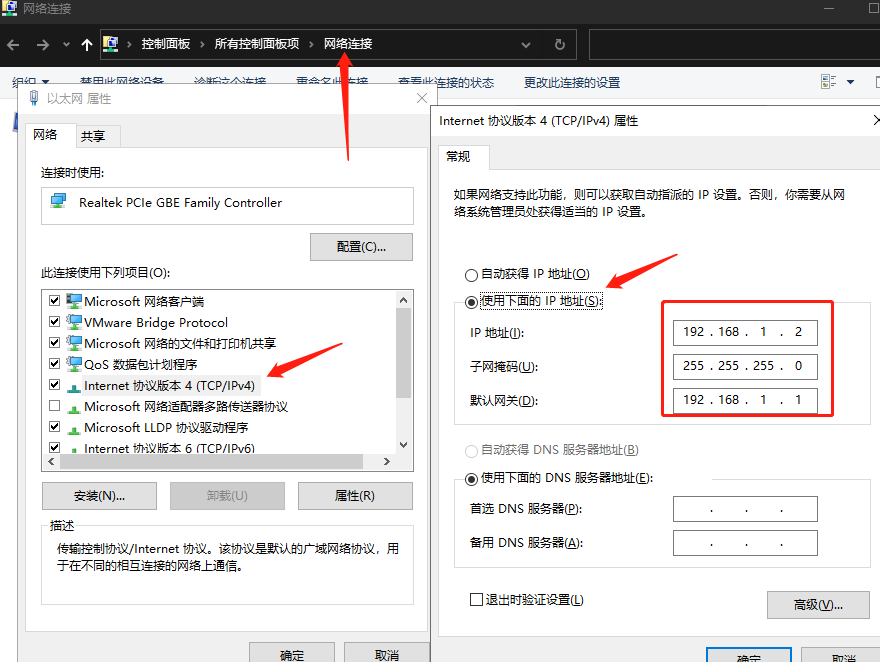 网络连接
控制面板 > 所有控制面板项 > 网络连接
组织 禁用此网络设备 诊断这个连接 重命名此连接 查看此连接的状态 更改此连接的设置
以太网 属性
网络 共享
连接时使用:
Realtek PCIe GBE Family Controller
配置(C)...
此连接使用下列项目(O):
Microsoft 网络客户端
VMware Bridge Protocol
Microsoft 网络的文件和打印机共享
QoS 数据包计划程序
Internet 协议版本 4 (TCP/IPv4)
Microsoft 网络适配器多路传送器协议
Microsoft LLDP 协议驱动程序
Internet 协议版本 6 (TCP/IPv6)
安装(N)... 卸载(U) 属性(R)
描述
传输控制协议/Internet 协议。该协议是默认的广域网络协议，用
于在不同的相互连接的网络上通信。
确定 取消
Internet 协议版本 4 (TCP/IPv4) 属性
常规
如果网络支持此功能，则可以获取自动指派的 IP 设置。否则，你需要从网
络系统管理员处获得适当的 IP 设置。
自动获得 IP 地址(O)
使用下面的 IP 地址(S):
IP 地址(I): 192 . 168 . 1 . 2
子网掩码(U): 255 . 255 . 255 . 0
默认网关(D): 192 . 168 . 1 . 1
自动获得 DNS 服务器地址(B)
使用下面的 DNS 服务器地址(E):
首选 DNS 服务器(P): . . .
备用 DNS 服务器(A): . . .
退出时验证设置(L)
高级(V)...
确定 取消